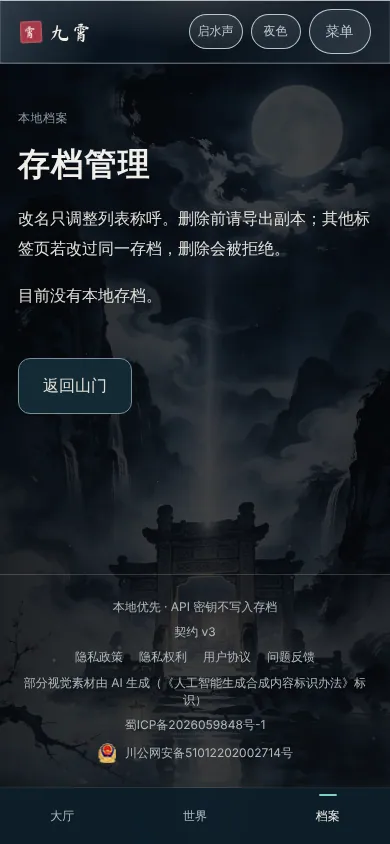 霄 九霄 启水声 夜色 菜单
本地档案
存档管理
改名只调整列表称呼。删除前请导出副本；其他标
签页若改过同一存档，删除会被拒绝。
目前没有本地存档。
返回山门
本地优先 · API 密钥不写入存档
契约 v3
隐私政策 隐私权利 用户协议 问题反馈
部分视觉素材由 AI 生成（《人工智能生成合成内容标识办法》标
识）
蜀ICP备2026059848号-1
川公网安备51012202002714号
大厅 世界 档案